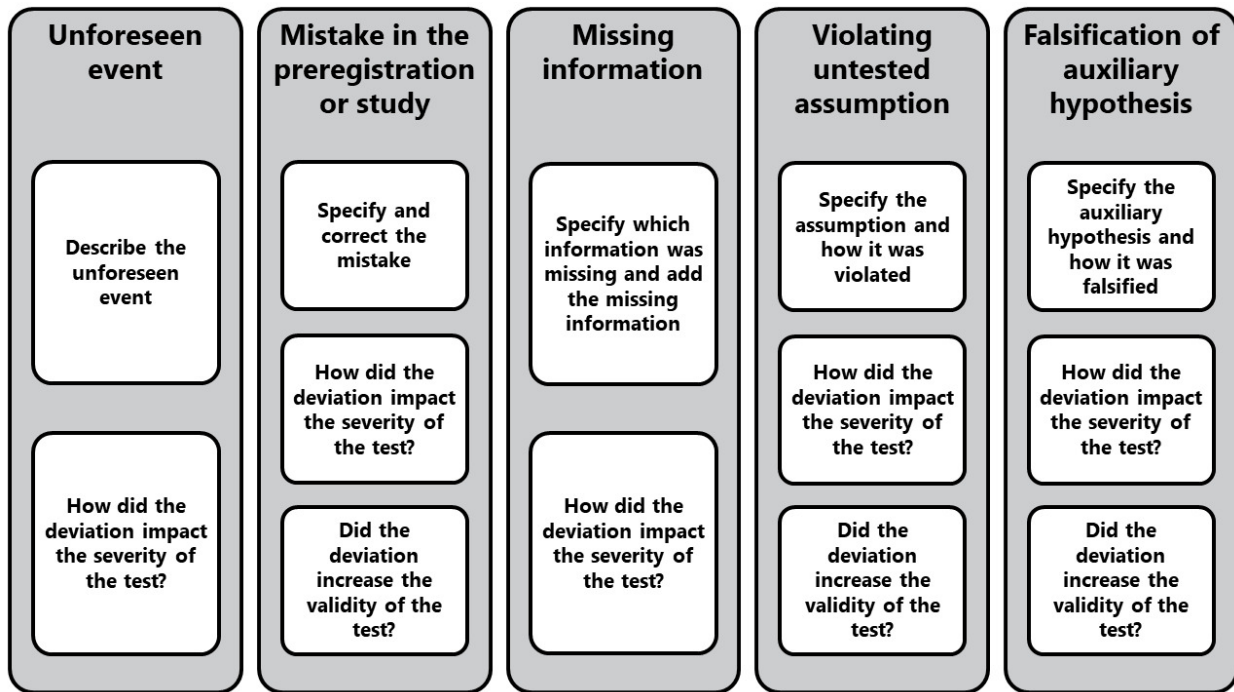 Unforeseen
event
Describe the
unforeseen
event
How did the
deviation impact
the severity of
the test?
Mistake in the
preregistration
or study
Specify and
correct the
mistake
How did the
deviation impact
the severity of
the test?
Did the
deviation
increase the
validity of the
test?
Missing
information
Specify which
information was
missing and add
the missing
information
How did the
deviation impact
the severity of
the test?
Violating
untested
assumption
Specify the
assumption and
how it was
violated
How did the
deviation impact
the severity of
the test?
Did the
deviation
increase the
validity of the
test?
Falsification of
auxiliary
hypothesis
Specify the
auxiliary
hypothesis and
how it was
falsified
How did the
deviation impact
the severity of
the test?
Did the
deviation
increase the
validity of the
test?